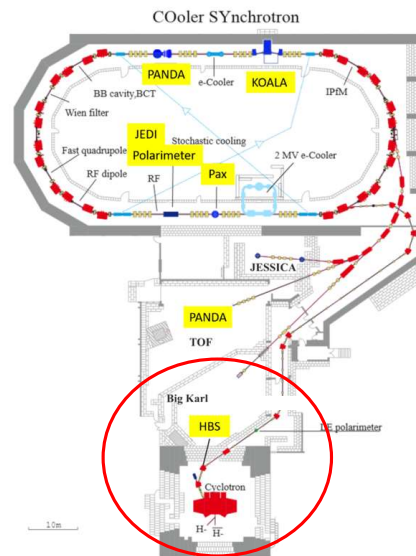 COoler SYnchrotron
PANDA
e-Cooler
KOALA
BB cavity,BCT
IPfM
Wien filter
JEDI
Polarimeter
Stochastic cooling
2 MV e-Cooler
Fast quadrupole
Pax
RF dipole
RF
JESSICA
PANDA
TOF
Big Karl
HBS
LE polarimeter
Cyclotron
H- H-
10m